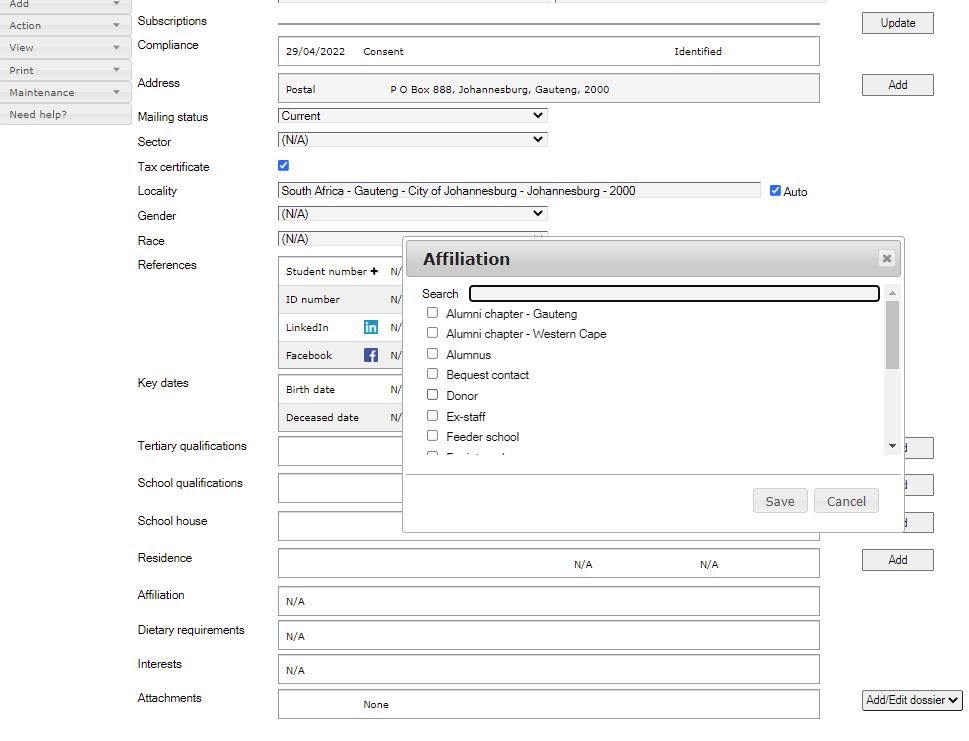 Add
Action
View
Print
Maintenance
Need help?
Subscriptions
Update
Compliance
29/04/2022 Consent Identified
Address
Postal P O Box 888, Johannesburg, Gauteng, 2000
Add
Mailing status
Current
Sector
(N/A)
Tax certificate
Locality
South Africa - Gauteng - City of Johannesburg - Johannesburg - 2000
Auto
Gender
(N/A)
Race
(N/A)
References
Student number + N/
ID number N/
LinkedIn in N/
Facebook f N/
Key dates
Birth date N/
Deceased date N/
Affiliation
Search
Alumni chapter - Gauteng
Alumni chapter - Western Cape
Alumnus
Bequest contact
Donor
Ex-staff
Feeder school
Save Cancel
Tertiary qualifications
School qualifications
School house
Residence
N/A N/A
Add
Affiliation
N/A
Dietary requirements
N/A
Interests
N/A
Attachments
None
Add/Edit dossier